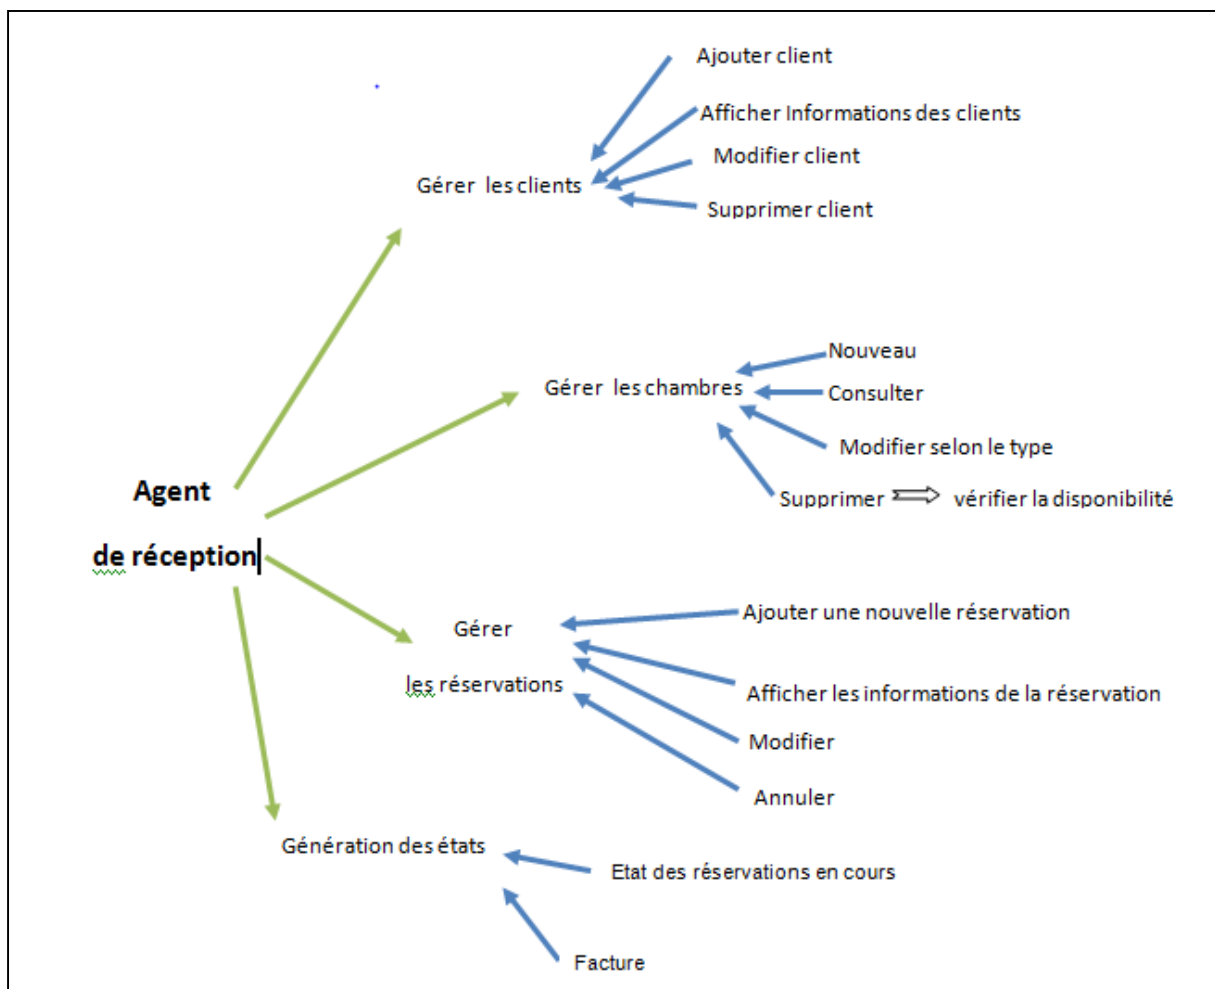 Ajouter client
Afficher Informations des clients
Modifier client
Gérer les clients
Supprimer client
Nouveau
Gérer les chambres
Consulter
Modifier selon le type
Agent
Supprimer
vérifier la disponibilité
de réception
Ajouter une nouvelle réservation
Gérer
les réservations
Afficher les informations de la réservation
Modifier
Annuler
Génération des états
Etat des réservations en cours
Facture